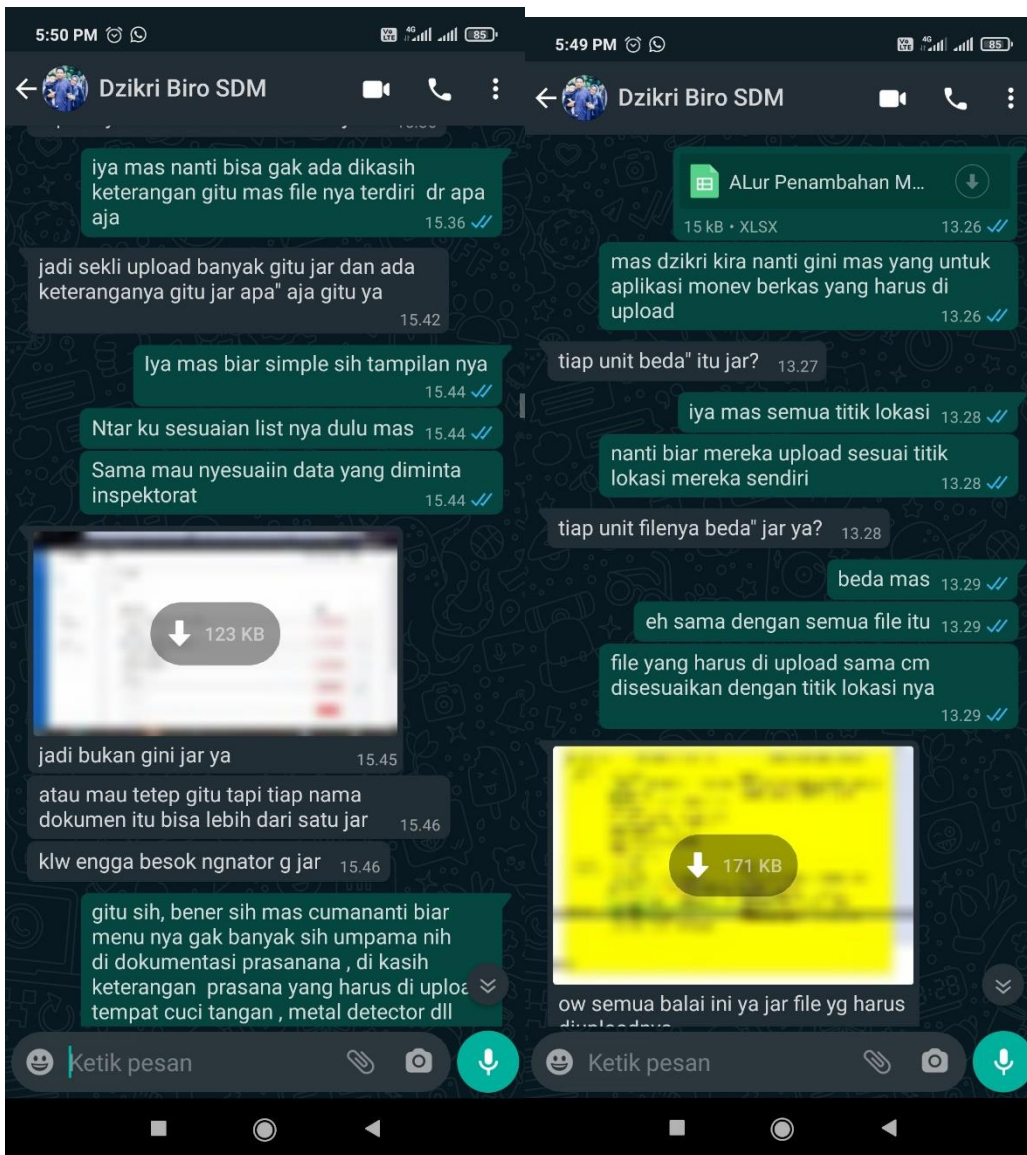 5:50 PM
4G
85
Dzikri Biro SDM
iya mas nanti bisa gak ada dikasih
keterangan gitu mas file nya terdiri dr apa
aja
15.36
jadi sekli upload banyak gitu jar dan ada
keteranganya gitu jar apa" aja gitu ya
15.42
Iya mas biar simple sih tampilan nya
15.44
Ntar ku sesuaian list nya dulu mas 15.44
Sama mau nyesuaiin data yang diminta
inspektorat
15.44
123 KB
jadi bukan gini jar ya 15.45
atau mau tetep gitu tapi tiap nama
dokumen itu bisa lebih dari satu jar 15.46
klw engga besok ngnator g jar 15.46
gitu sih, bener sih mas cumananti biar
menu nya gak banyak sih umpama nih
di dokumentasi prasanana , di kasih
keterangan prasana yang harus di uploa
tempat cuci tangan , metal detector dll
Ketik pesan
5:49 PM
4G
85
Dzikri Biro SDM
ALur Penambahan M...
15 kB • XLSX 13.26
mas dzikri kira nanti gini mas yang untuk
aplikasi monev berkas yang harus di
upload 13.26
tiap unit beda" itu jar? 13.27
iya mas semua titik lokasi 13.28
nanti biar mereka upload sesuai titik
lokasi mereka sendiri 13.28
tiap unit filenya beda" jar ya? 13.28
beda mas 13.29
eh sama dengan semua file itu 13.29
file yang harus di upload sama cm
disesuaikan dengan titik lokasi nya
13.29
171 KB
ow semua balai ini ya jar file yg harus
Ketik pesan